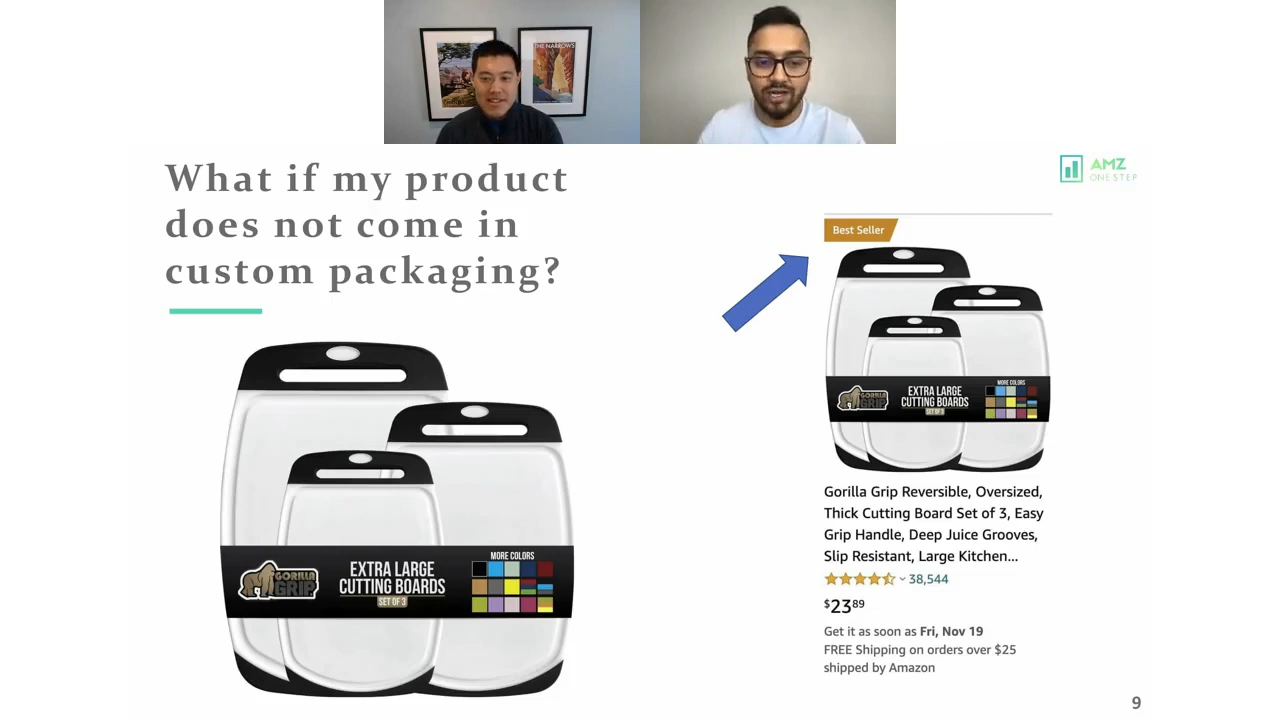 THE NARROWS
What if my product
does not come in
custom packaging?
AMZ
ONE STEP
Best Seller
GORILLA
GRIP
EXTRA LARGE
CUTTING BOARDS
SET OF 3
MORE COLORS
GORILLA
GRIP
EXTRA LARGE
CUTTING BOARDS
SET OF 3
MORE COLORS
Gorilla Grip Reversible, Oversized,
Thick Cutting Board Set of 3, Easy
Grip Handle, Deep Juice Grooves,
Slip Resistant, Large Kitchen...
38,544
$23 89
Get it as soon as Fri, Nov 19
FREE Shipping on orders over $25
shipped by Amazon
9